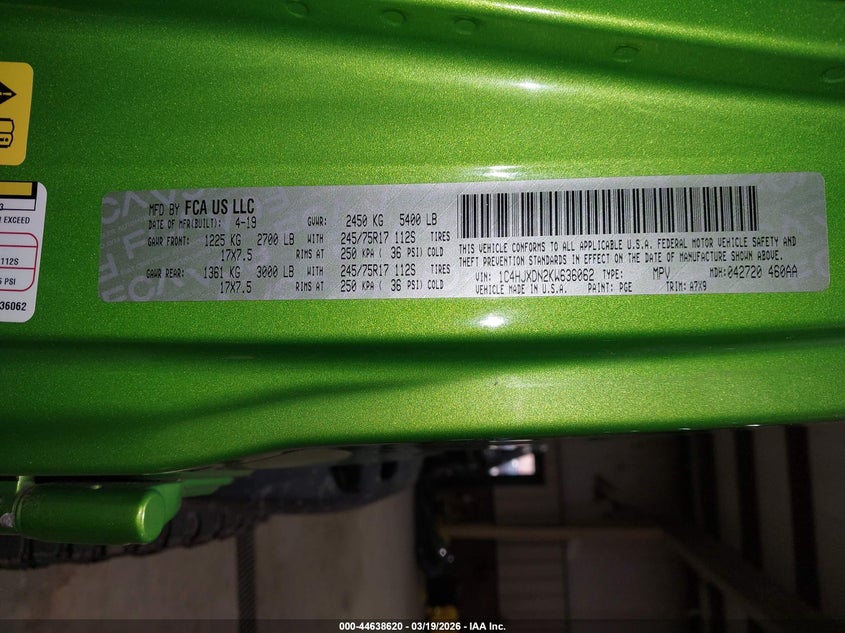 3
EXCEED
112S
5 PSI
36062
MFD BY FCA US LLC
DATE OF MFR(BUILT): 4-19 GVWR: 2450 KG 5400 LB
GAWR FRONT: 1225 KG 2700 LB WITH 245/75R17 112S TIRES
17X7.5 RIMS AT 250 KPA ( 36 PSI) COLD
GAWR REAR: 1361 KG 3000 LB WITH 245/75R17 112S TIRES
17X7.5 RIMS AT 250 KPA ( 36 PSI) COLD
THIS VEHICLE CONFORMS TO ALL APPLICABLE U.S.A. FEDERAL MOTOR VEHICLE SAFETY AND
THEFT PREVENTION STANDARDS IN EFFECT ON THE DATE OF MANUFACTURE SHOWN ABOVE.
VIN: 1C4HJXDN2KW636062 TYPE: MPV MDH: 042720 460AA
VEHICLE MADE IN U.S.A. PAINT: PGE TRIM: A7X9
000-44638620 - 03/19/2026 - IAA Inc.